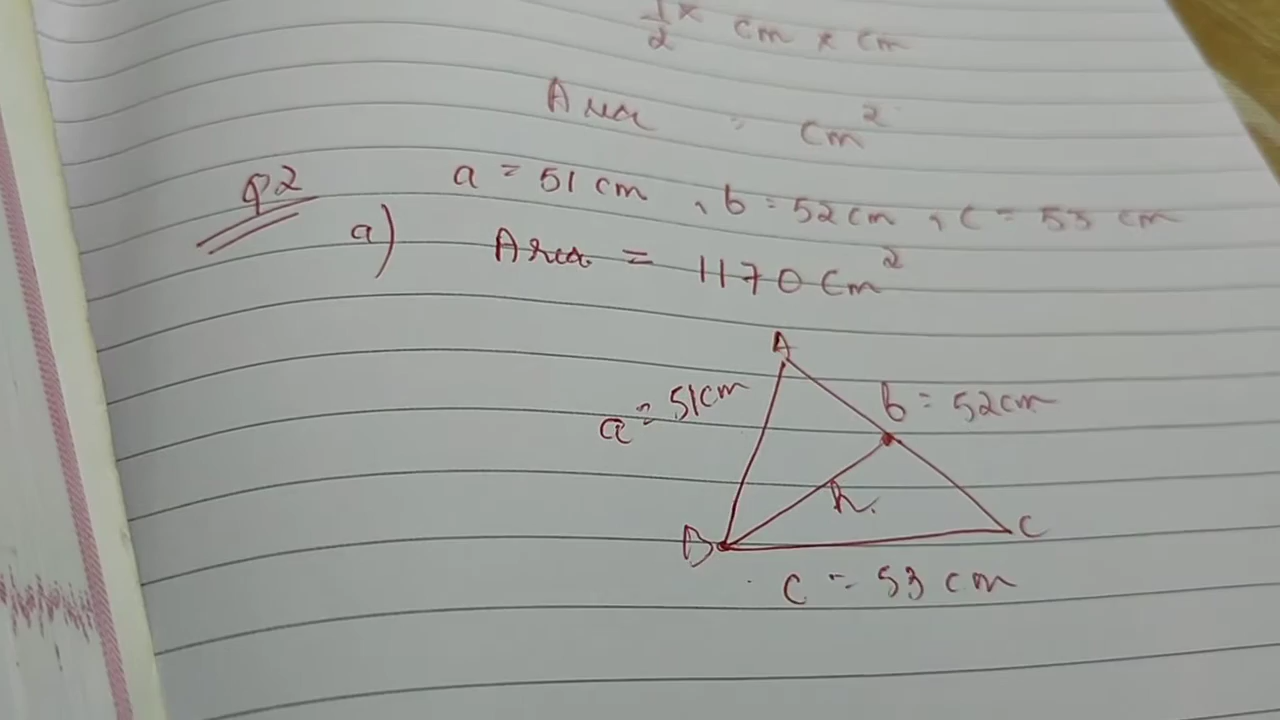 1/2 × cm × cm
Area = cm²
Q2 a = 51 cm , b = 52 cm , c = 53 cm
a) Area = 1170 cm²
A
a = 51cm
b = 52cm
h.
B
C
c = 53 cm